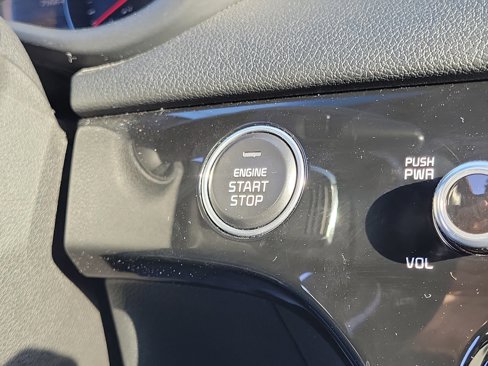 ENGINE
START
STOP
PUSH
PWR
VOL